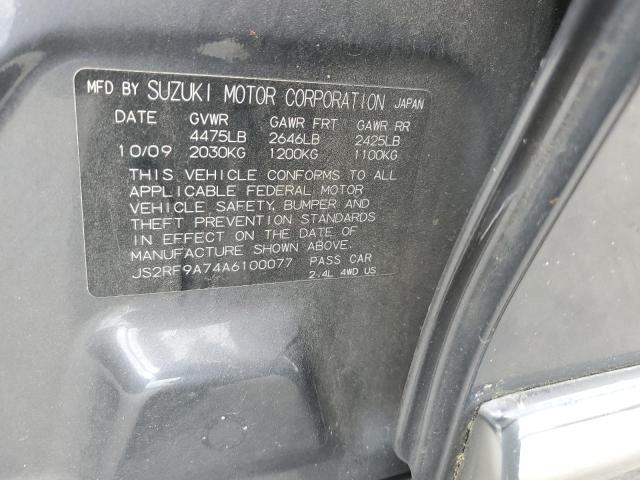 MFD BY SUZUKI MOTOR CORPORATION JAPAN
DATE GVWR GAWR FRT GAWR RR
4475LB 2646LB 2425LB
10/09 2030KG 1200KG 1100KG
THIS VEHICLE CONFORMS TO ALL
APPLICABLE FEDERAL MOTOR
VEHICLE SAFETY, BUMPER AND
THEFT PREVENTION STANDARDS
IN EFFECT ON THE DATE OF
MANUFACTURE SHOWN ABOVE.
JS2RF9A74A6100077 PASS CAR
2.4L 4WD US